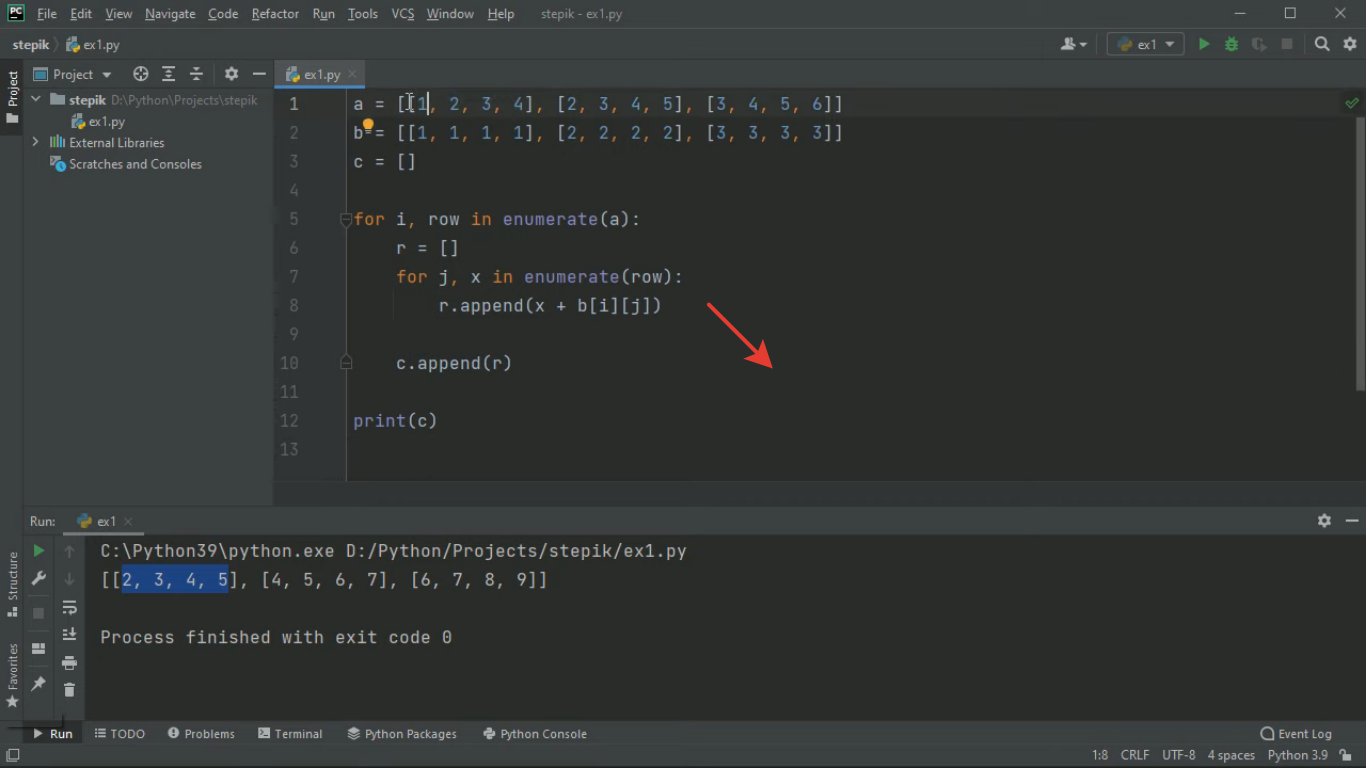 PC File Edit View Navigate Code Refactor Run Tools VCS Window Help stepik - ex1.py
stepik ex1.py ex1
Project
Project
ex1.py
stepik D:\Python\Projects\stepik
ex1.py
External Libraries
Scratches and Consoles
1 a = [[1, 2, 3, 4], [2, 3, 4, 5], [3, 4, 5, 6]]
2 b = [[1, 1, 1, 1], [2, 2, 2, 2], [3, 3, 3, 3]]
3 c = []
4
5 for i, row in enumerate(a):
6 r = []
7 for j, x in enumerate(row):
8 r.append(x + b[i][j])
9
10 c.append(r)
11
12 print(c)
13
Run: ex1
C:\Python39\python.exe D:/Python/Projects/stepik/ex1.py
[[2, 3, 4, 5], [4, 5, 6, 7], [6, 7, 8, 9]]
Process finished with exit code 0
Structure
Favorites
Run TODO Problems Terminal Python Packages Python Console Event Log
1:8 CRLF UTF-8 4 spaces Python 3.9